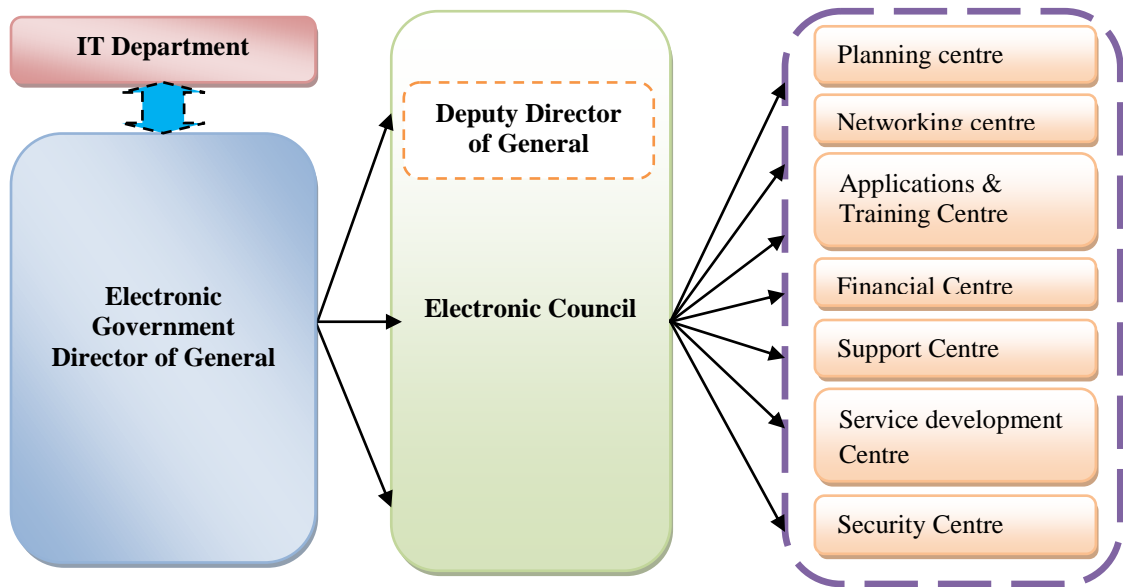 IT Department
Electronic
Government
Director of General
Deputy Director
of General
Electronic Council
Planning centre
Networking centre
Applications &
Training Centre
Financial Centre
Support Centre
Service development
Centre
Security Centre